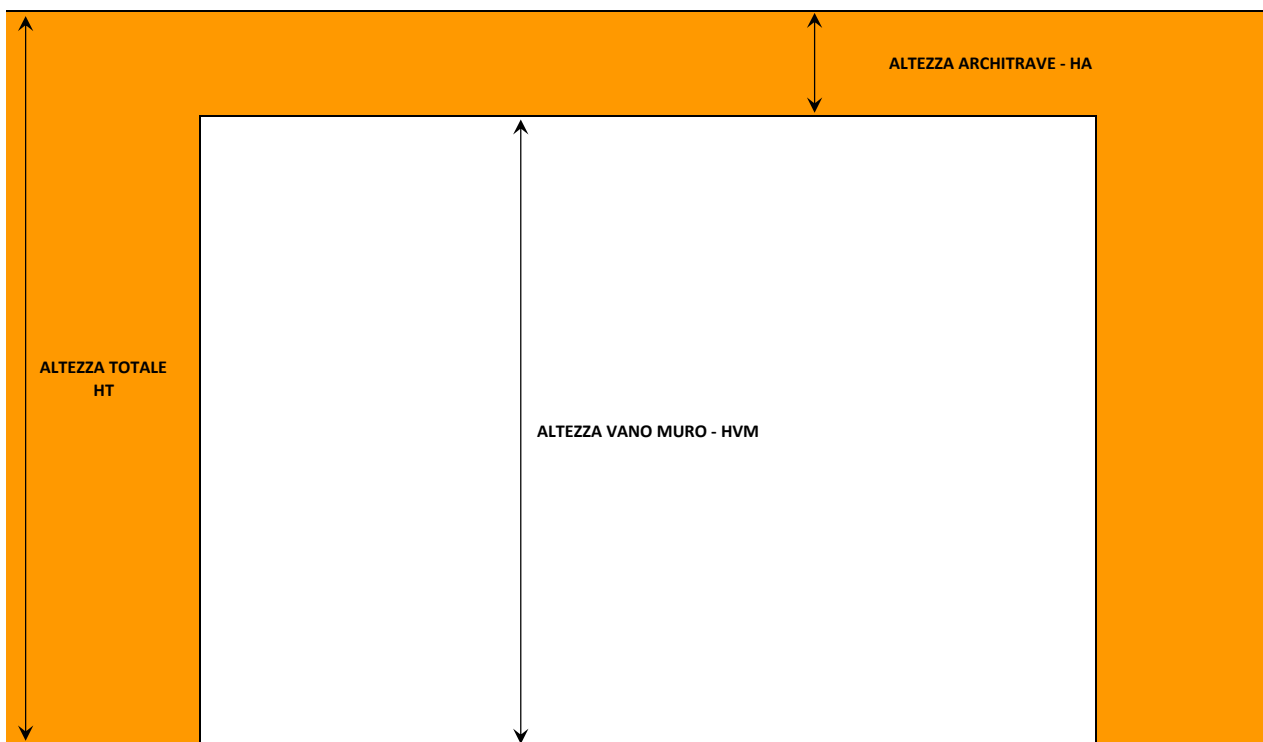 ALTEZZA ARCHITRAVE - HA
ALTEZZA TOTALE
HT
ALTEZZA VANO MURO - HVM